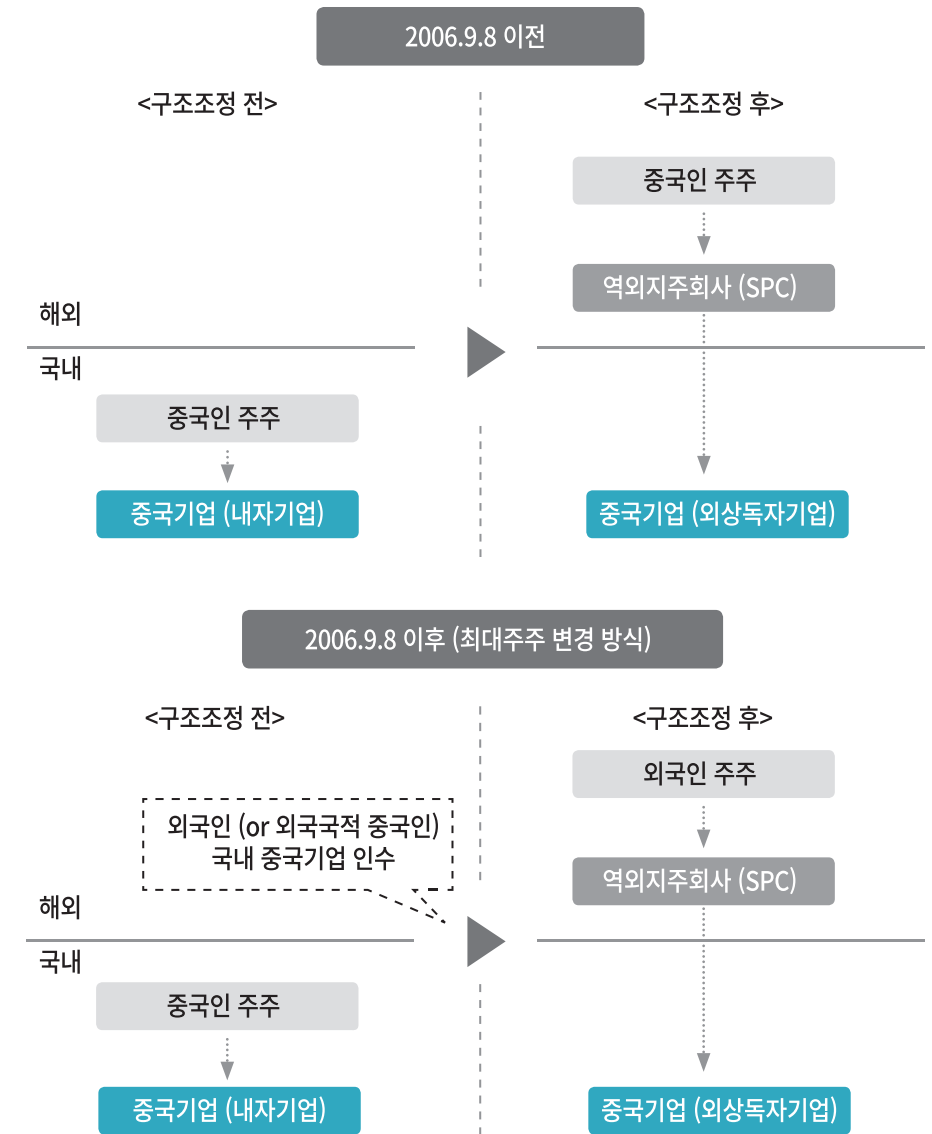 2006.9.8 이전
<구조조정 전>
<구조조정 후>
중국인 주주
역외지주회사 (SPC)
해외
국내
중국인 주주
중국기업 (내자기업)
중국기업 (외상독자기업)
2006.9.8 이후 (최대주주 변경 방식)
<구조조정 전>
<구조조정 후>
외국인 주주
외국인 (or 외국국적 중국인)
국내 중국기업 인수
역외지주회사 (SPC)
해외
국내
중국인 주주
중국기업 (내자기업)
중국기업 (외상독자기업)